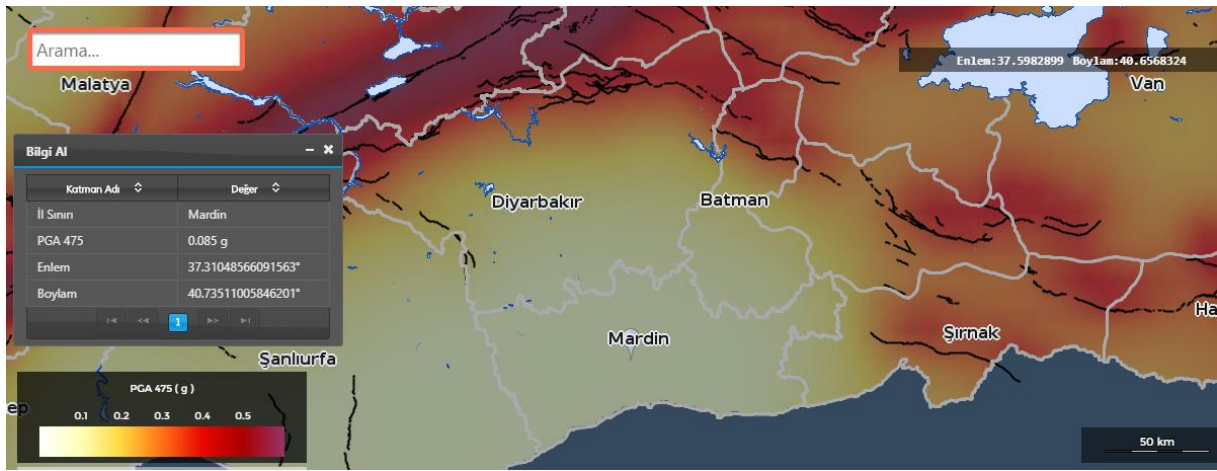 Arama...
Enlem:37.5982899 Boylam:40.6568324
Malatya
Van
Bilgi Al
Katman Adı Değer
İl Sınırı Mardin
PGA 475 0.085 g
Enlem 37.31048566091563°
Boylam 40.73511005846201°
1
Diyarbakır
Batman
Ha
Mardin
Şırnak
Şanlıurfa
PGA 475 ( g )
ep
0.1 0.2 0.3 0.4 0.5
50 km